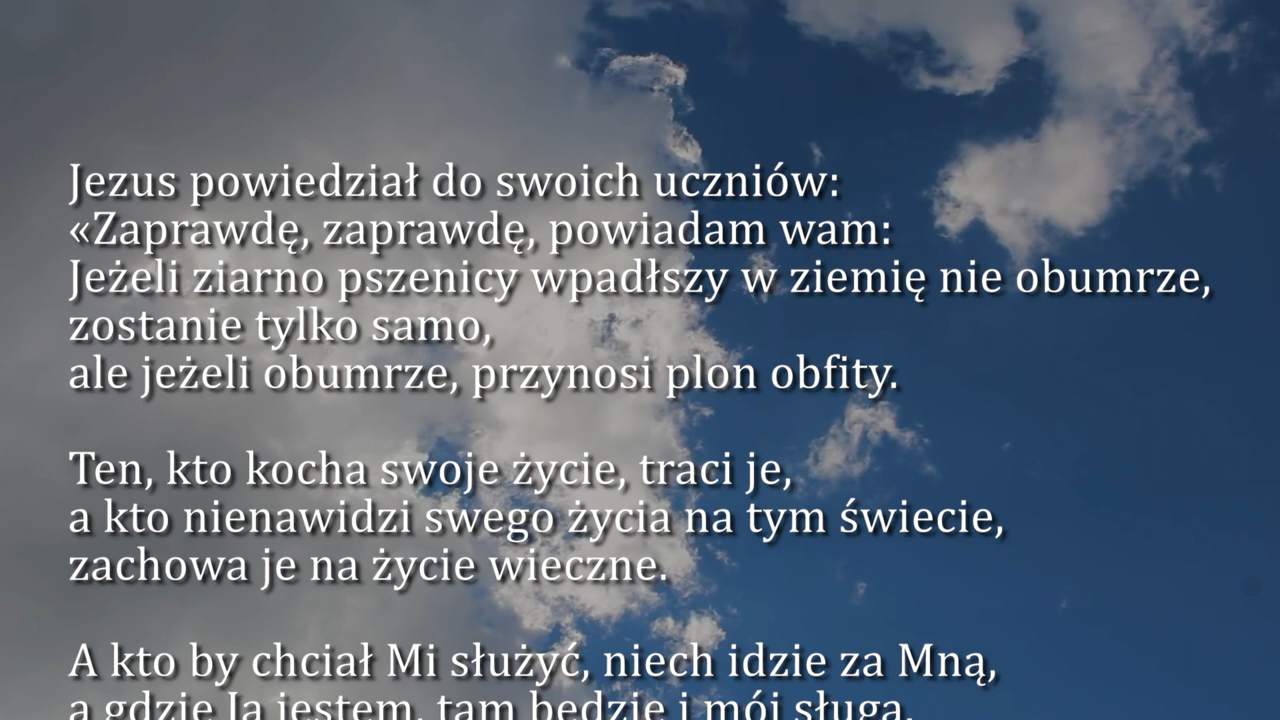 Jezus powiedział do swoich uczniów:
«Zaprawdę, zaprawdę, powiadam wam:
Jeżeli ziarno pszenicy wpadłszy w ziemię nie obumrze,
zostanie tylko samo,
ale jeżeli obumrze, przynosi plon obfity.
Ten, kto kocha swoje życie, traci je,
a kto nienawidzi swego życia na tym świecie,
zachowa je na życie wieczne.
A kto by chciał Mi służyć, niech idzie za Mną,
a gdzie Ja jestem, tam będzie i mój sługa.